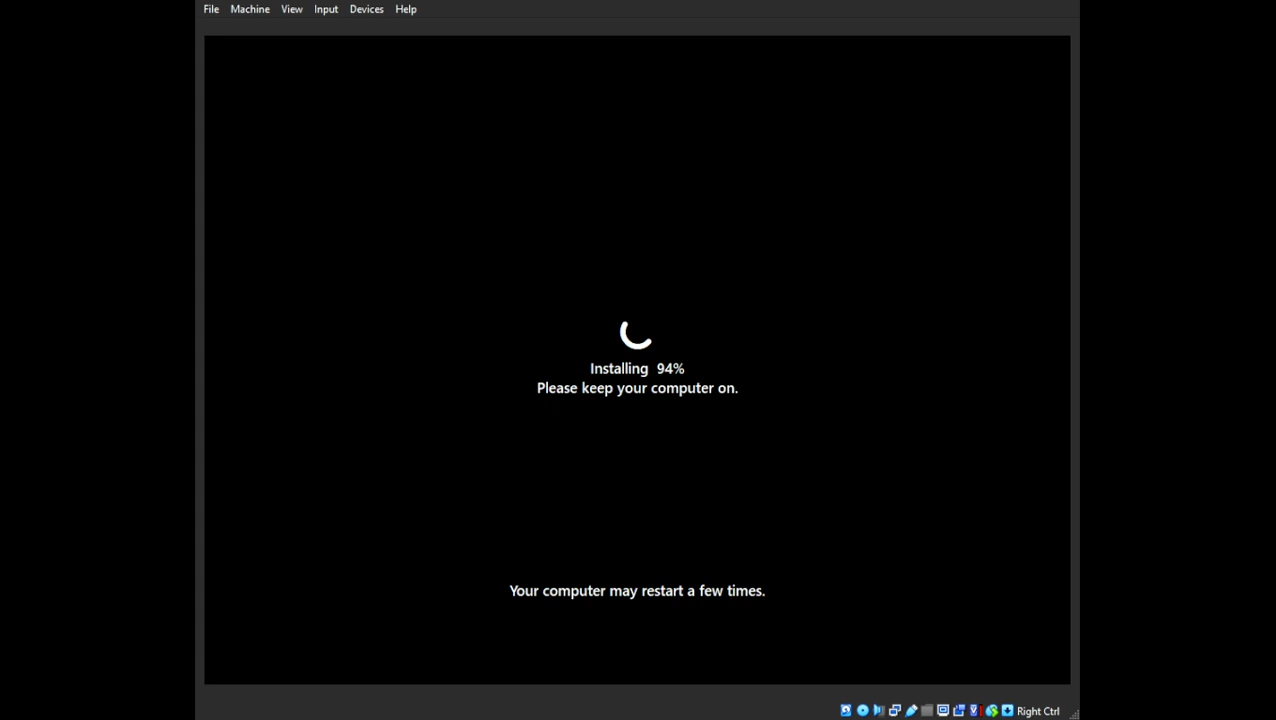 File Machine View Input Devices Help
Installing 94%
Please keep your computer on.
Your computer may restart a few times.
Right Ctrl